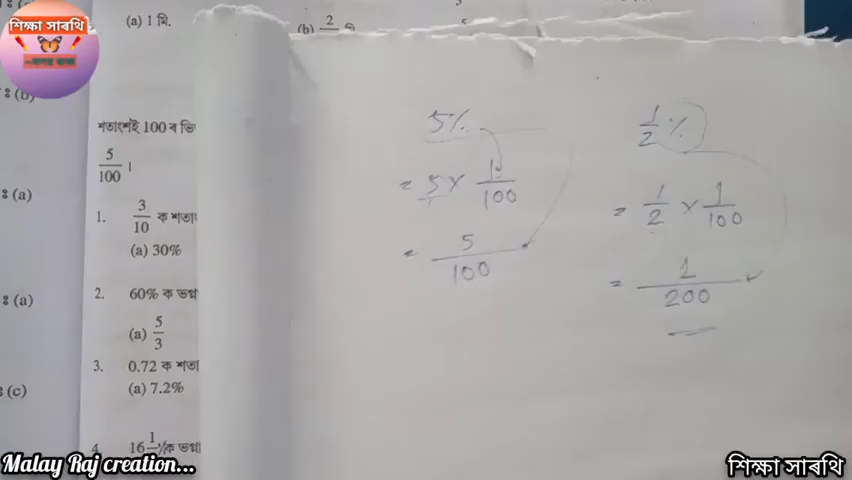 শিক্ষা সাৰথি
(a) 1 মি.
(b) 2
: (b)
শতাংশই 100 ৰ ভি
5/100 ।
: (a)
1. 3/10 ক শতাং
(a) 30%
2. 60% ক ভগ্ন
: (a)
(a) 5/3
3. 0.72 ক শতা
: (c)
(a) 7.2%
4. 16 1/ %ক ভগ্না
5%
= 5 × 1/100
= 5/100
1/2 %
= 1/2 × 1/100
= 1/200
Malay Raj creation...
শিক্ষা সাৰথি